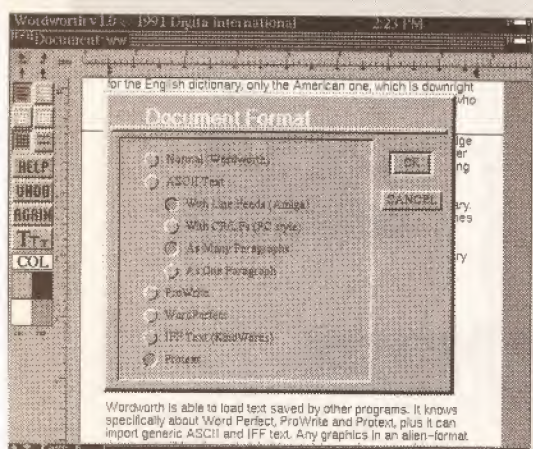 Wordworth v1.0 © 1991 Digita International 2:23 PM
Document: ww
for the English dictionary, only the American one, which is downright
who
Document Format
Normal (Wordworth)
OK
ASCII Text
HELP
With Line Feeds (Amiga)
CANCEL
UNDO
With CR/LFs (PC style)
AGAIN
As Many Paragraphs
As One Paragraph
COL
ProWrite
WordPerfect
IFF Text (KindWords)
Protext
Wordworth is able to load text saved by other programs. It knows
specifically about Word Perfect, ProWrite and Protext, plus it can
import generic ASCII and IFF text. Any graphics in an alien-format